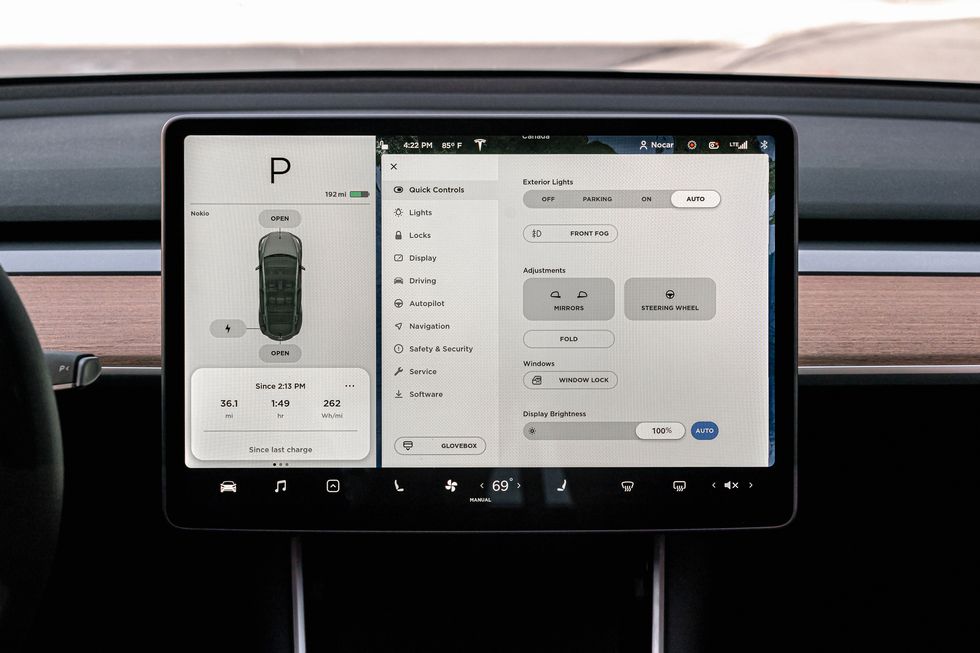 P
192 mi
Nokio
OPEN
OPEN
Since 2:13 PM ...
36.1 1:49 262
mi hr Wh/mi
Since last charge
Canada
4:22 PM 85° F Nocar LTE
Quick Controls
Lights
Locks
Display
Driving
Autopilot
Navigation
Safety & Security
Service
Software
GLOVEBOX
Exterior Lights
OFF PARKING ON AUTO
FRONT FOG
Adjustments
MIRRORS STEERING WHEEL
FOLD
Windows
WINDOW LOCK
Display Brightness
100% AUTO
< 69° >
MANUAL
< >
P